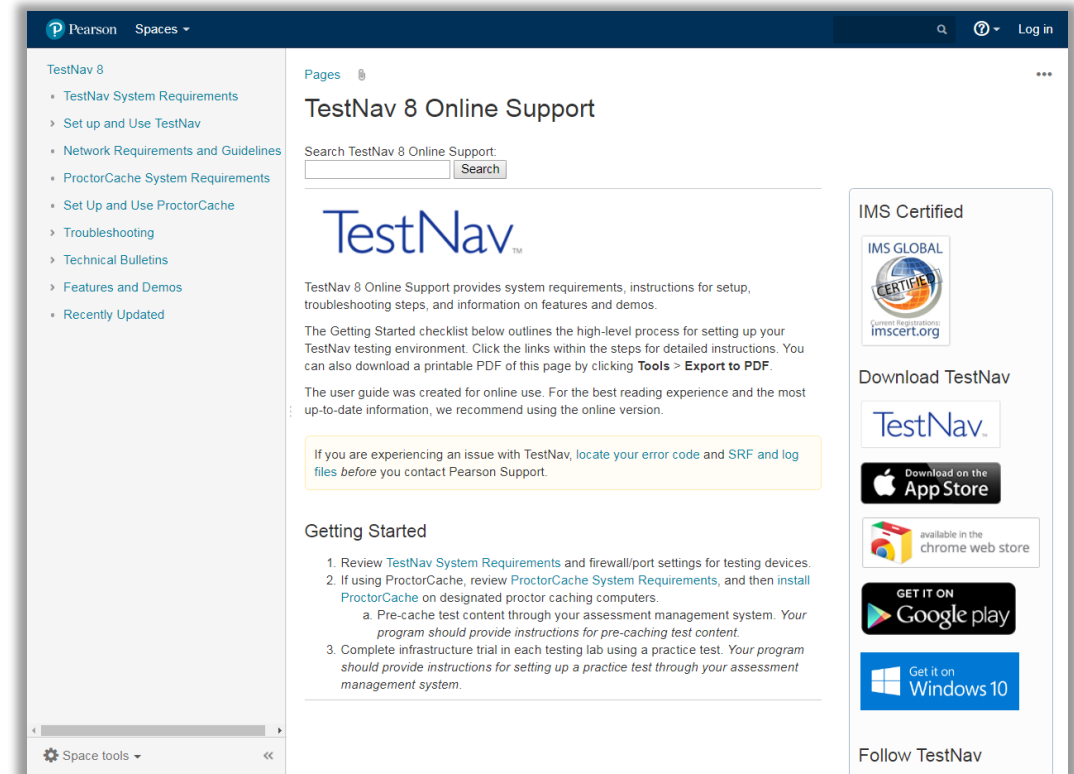 Pearson Spaces
Log in
TestNav 8
TestNav System Requirements
Set up and Use TestNav
Network Requirements and Guidelines
ProctorCache System Requirements
Set Up and Use ProctorCache
Troubleshooting
Technical Bulletins
Features and Demos
Recently Updated
Space tools
Pages
TestNav 8 Online Support
Search TestNav 8 Online Support:
Search
TestNav™
TestNav 8 Online Support provides system requirements, instructions for setup,
troubleshooting steps, and information on features and demos.
The Getting Started checklist below outlines the high-level process for setting up your
TestNav testing environment. Click the links within the steps for detailed instructions. You
can also download a printable PDF of this page by clicking Tools > Export to PDF.
The user guide was created for online use. For the best reading experience and the most
up-to-date information, we recommend using the online version.
If you are experiencing an issue with TestNav, locate your error code and SRF and log
files before you contact Pearson Support.
Getting Started
1. Review TestNav System Requirements and firewall/port settings for testing devices.
2. If using ProctorCache, review ProctorCache System Requirements, and then install
ProctorCache on designated proctor caching computers.
a. Pre-cache test content through your assessment management system. Your
program should provide instructions for pre-caching test content.
3. Complete infrastructure trial in each testing lab using a practice test. Your program
should provide instructions for setting up a practice test through your assessment
management system.
IMS Certified
IMS GLOBAL
CERTIFIED
Current Registrations:
imscert.org
Download TestNav
TestNav™
Download on the
App Store
available in the
chrome web store
GET IT ON
Google play
Get it on
Windows 10
Follow TestNav